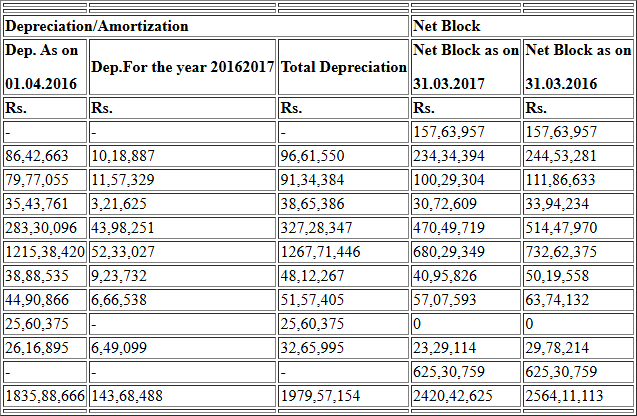 Depreciation/Amortization Net Block
Dep. As on Net Block as on Net Block as on
Dep.For the year 20162017 Total Depreciation
01.04.2016 31.03.2017 31.03.2016
Rs. Rs. Rs. Rs. Rs.
- - - 157,63,957 157,63,957
86,42,663 10,18,887 96,61,550 234,34,394 244,53,281
79,77,055 11,57,329 91,34,384 100,29,304 111,86,633
35,43,761 3,21,625 38,65,386 30,72,609 33,94,234
283,30,096 43,98,251 327,28,347 470,49,719 514,47,970
1215,38,420 52,33,027 1267,71,446 680,29,349 732,62,375
38,88,535 9,23,732 48,12,267 40,95,826 50,19,558
44,90,866 6,66,538 51,57,405 57,07,593 63,74,132
25,60,375 - 25,60,375 0 0
26,16,895 6,49,099 32,65,995 23,29,114 29,78,214
- - - 625,30,759 625,30,759
1835,88,666 143,68,488 1979,57,154 2420,42,625 2564,11,113